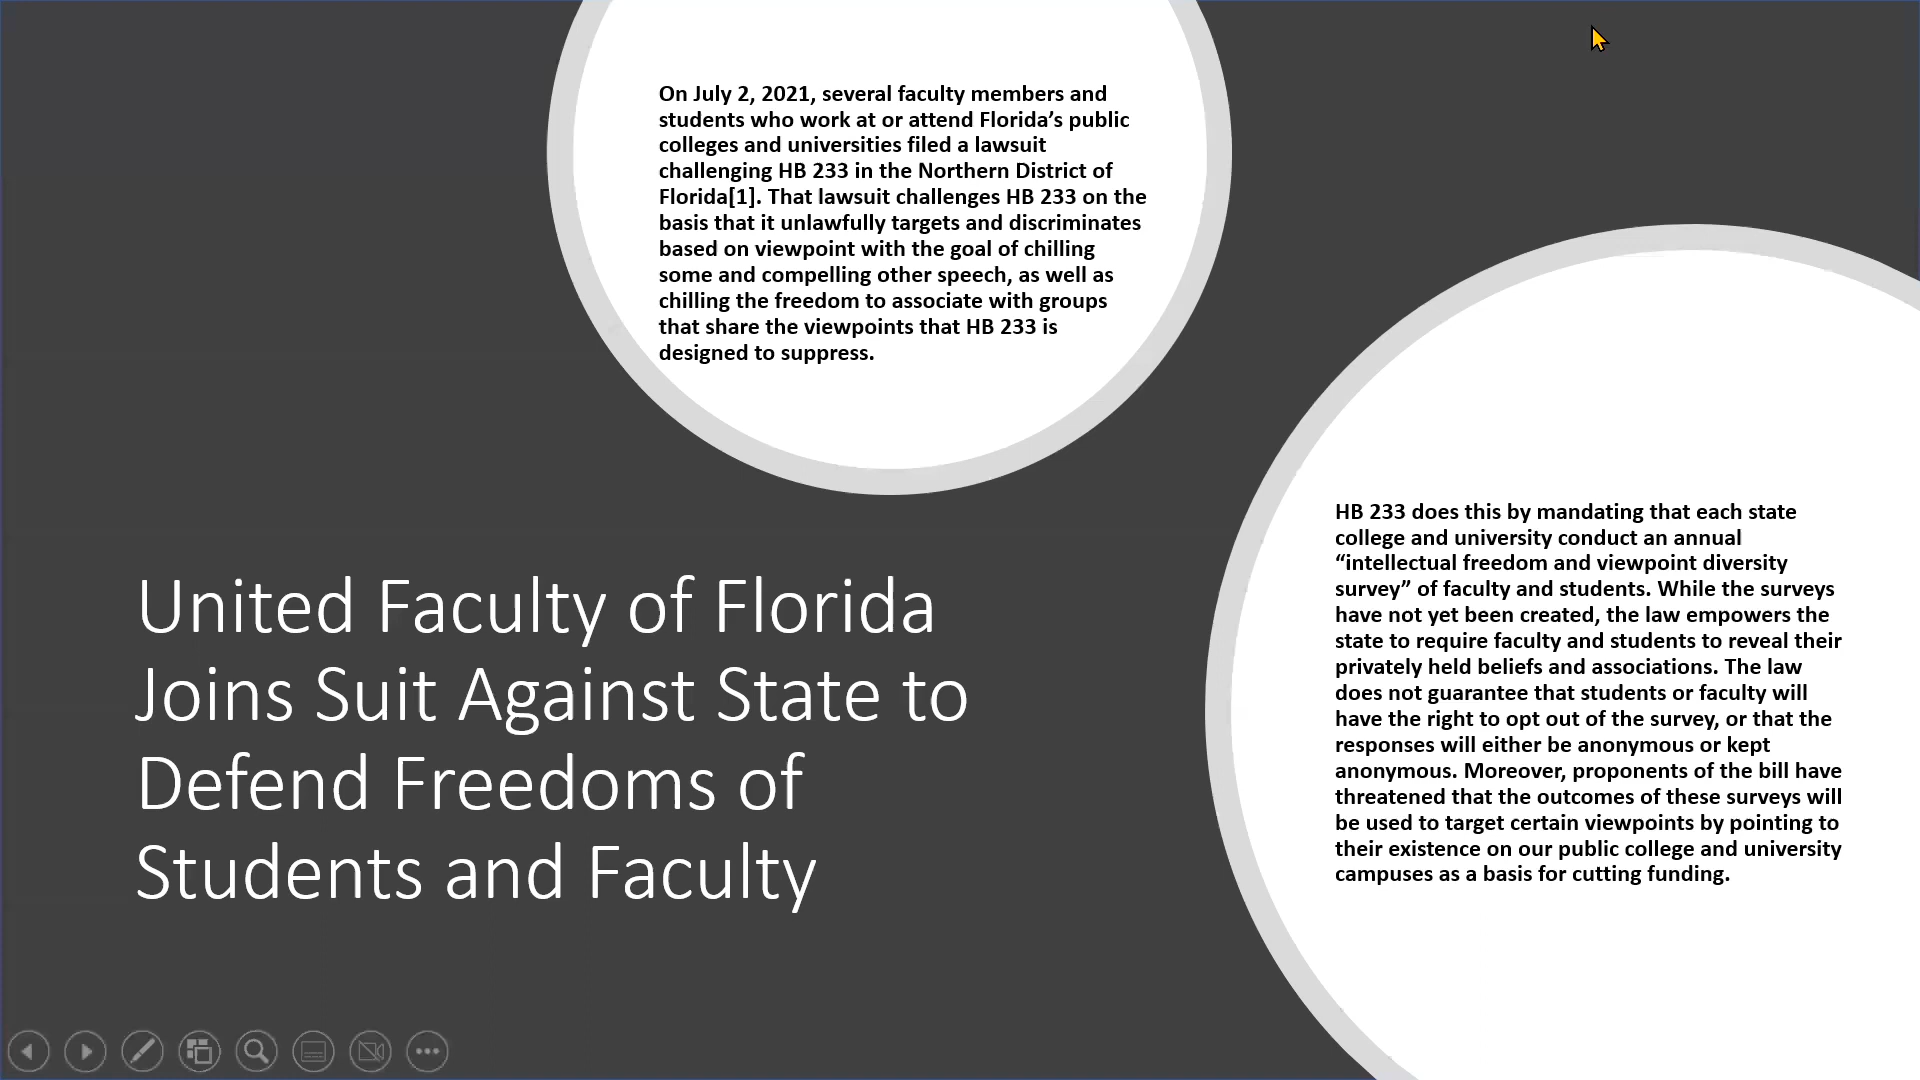 On July 2, 2021, several faculty members and
students who work at or attend Florida’s public
colleges and universities filed a lawsuit
challenging HB 233 in the Northern District of
Florida[1]. That lawsuit challenges HB 233 on the
basis that it unlawfully targets and discriminates
based on viewpoint with the goal of chilling
some and compelling other speech, as well as
chilling the freedom to associate with groups
that share the viewpoints that HB 233 is
designed to suppress.
United Faculty of Florida
Joins Suit Against State to
Defend Freedoms of
Students and Faculty
HB 233 does this by mandating that each state
college and university conduct an annual
“intellectual freedom and viewpoint diversity
survey” of faculty and students. While the surveys
have not yet been created, the law empowers the
state to require faculty and students to reveal their
privately held beliefs and associations. The law
does not guarantee that students or faculty will
have the right to opt out of the survey, or that the
responses will either be anonymous or kept
anonymous. Moreover, proponents of the bill have
threatened that the outcomes of these surveys will
be used to target certain viewpoints by pointing to
their existence on our public college and university
campuses as a basis for cutting funding.